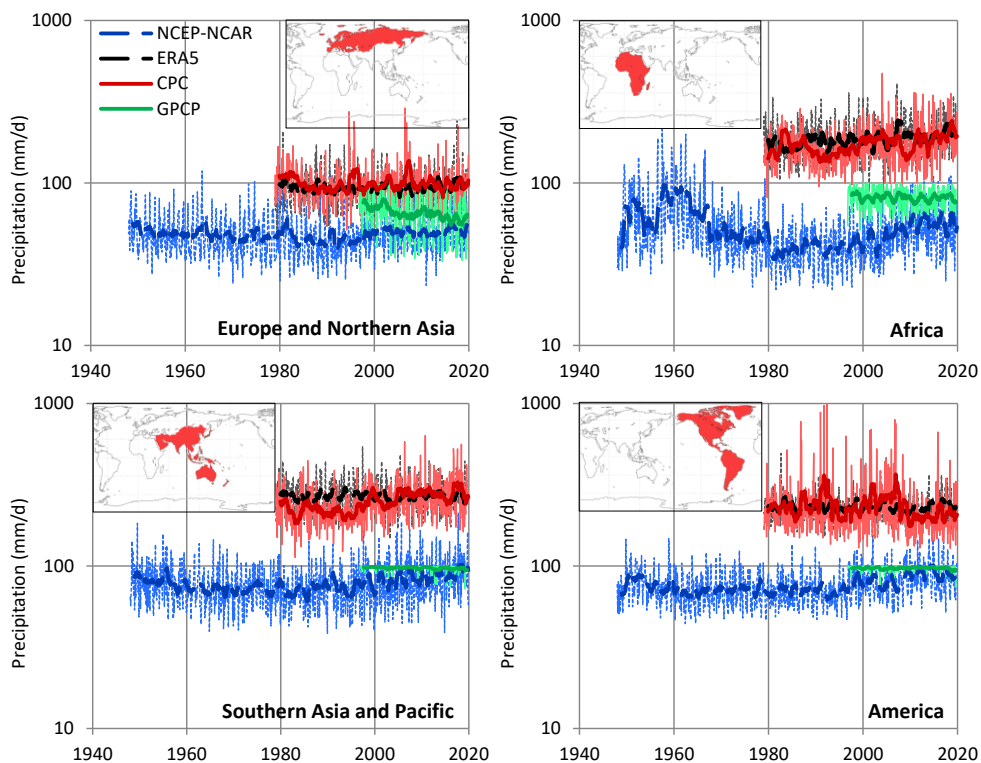 Precipitation (mm/d)
1000
100
10
NCEP-NCAR
ERA5
CPC
GPCP
Europe and Northern Asia
1940 1960 1980 2000 2020
Precipitation (mm/d)
1000
100
10
Africa
1940 1960 1980 2000 2020
Precipitation (mm/d)
1000
100
10
Southern Asia and Pacific
1940 1960 1980 2000 2020
Precipitation (mm/d)
1000
100
10
America
1940 1960 1980 2000 2020